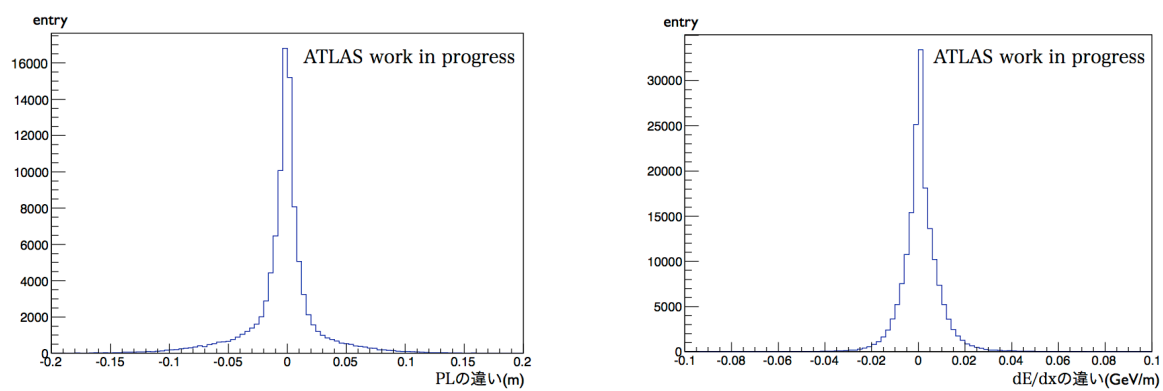 entry
ATLAS work in progress
16000
14000
12000
10000
8000
6000
4000
2000
0
-0.2 -0.15 -0.1 -0.05 0 0.05 0.1 0.15 0.2
PLの違い(m)
entry
ATLAS work in progress
30000
25000
20000
15000
10000
5000
0
-0.1 -0.08 -0.06 -0.04 -0.02 0 0.02 0.04 0.06 0.08 0.1
dE/dxの違い(GeV/m)